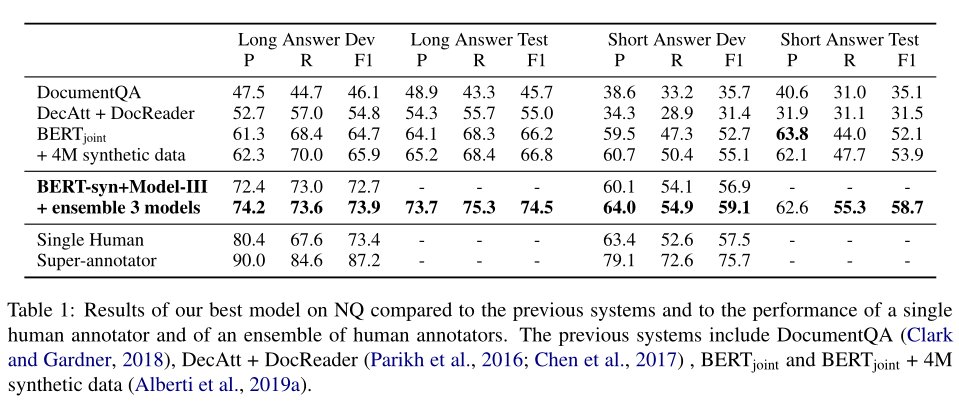 Long Answer Dev Long Answer Test Short Answer Dev Short Answer Test
P R F1 P R F1 P R F1 P R F1
DocumentQA 47.5 44.7 46.1 48.9 43.3 45.7 38.6 33.2 35.7 40.6 31.0 35.1
DecAtt + DocReader 52.7 57.0 54.8 54.3 55.7 55.0 34.3 28.9 31.4 31.9 31.1 31.5
BERTjoint 61.3 68.4 64.7 64.1 68.3 66.2 59.5 47.3 52.7 63.8 44.0 52.1
+ 4M synthetic data 62.3 70.0 65.9 65.2 68.4 66.8 60.7 50.4 55.1 62.1 47.7 53.9
BERT-syn+Model-III 72.4 73.0 72.7 - - - 60.1 54.1 56.9 - - -
+ ensemble 3 models 74.2 73.6 73.9 73.7 75.3 74.5 64.0 54.9 59.1 62.6 55.3 58.7
Single Human 80.4 67.6 73.4 - - - 63.4 52.6 57.5 - - -
Super-annotator 90.0 84.6 87.2 - - - 79.1 72.6 75.7 - - -
Table 1: Results of our best model on NQ compared to the previous systems and to the performance of a single
human annotator and of an ensemble of human annotators. The previous systems include DocumentQA (Clark
and Gardner, 2018), DecAtt + DocReader (Parikh et al., 2016; Chen et al., 2017) , BERTjoint and BERTjoint + 4M
synthetic data (Alberti et al., 2019a).